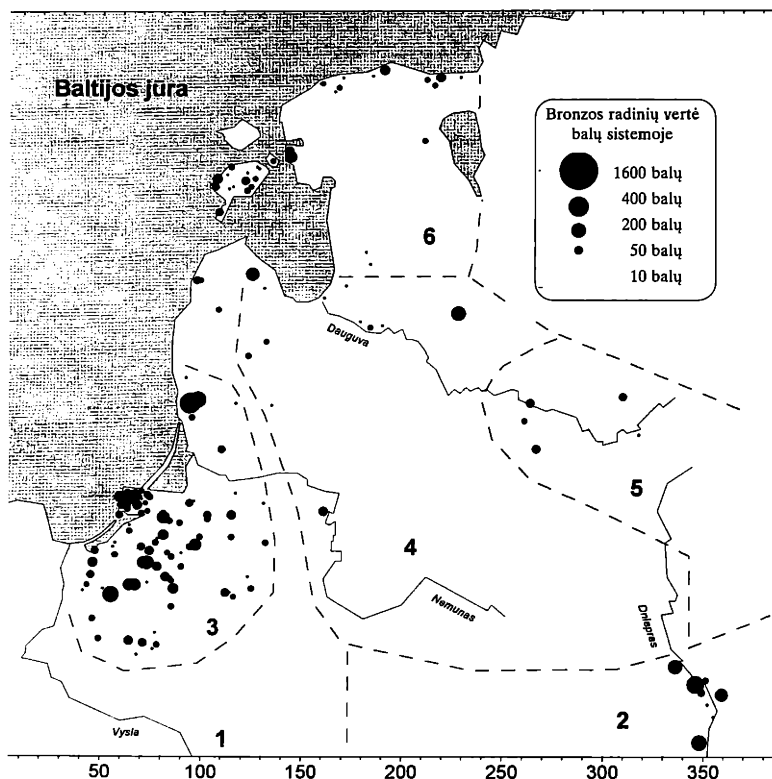 Baltijos jūra
Bronzos radinių vertė
balų sistemoje
1600 balų
400 balų
200 balų
50 balų
10 balų
6
Dauguva
5
4
Nemunas
3
Dniepras
2
1
Vysla
50 100 150 200 250 300 350